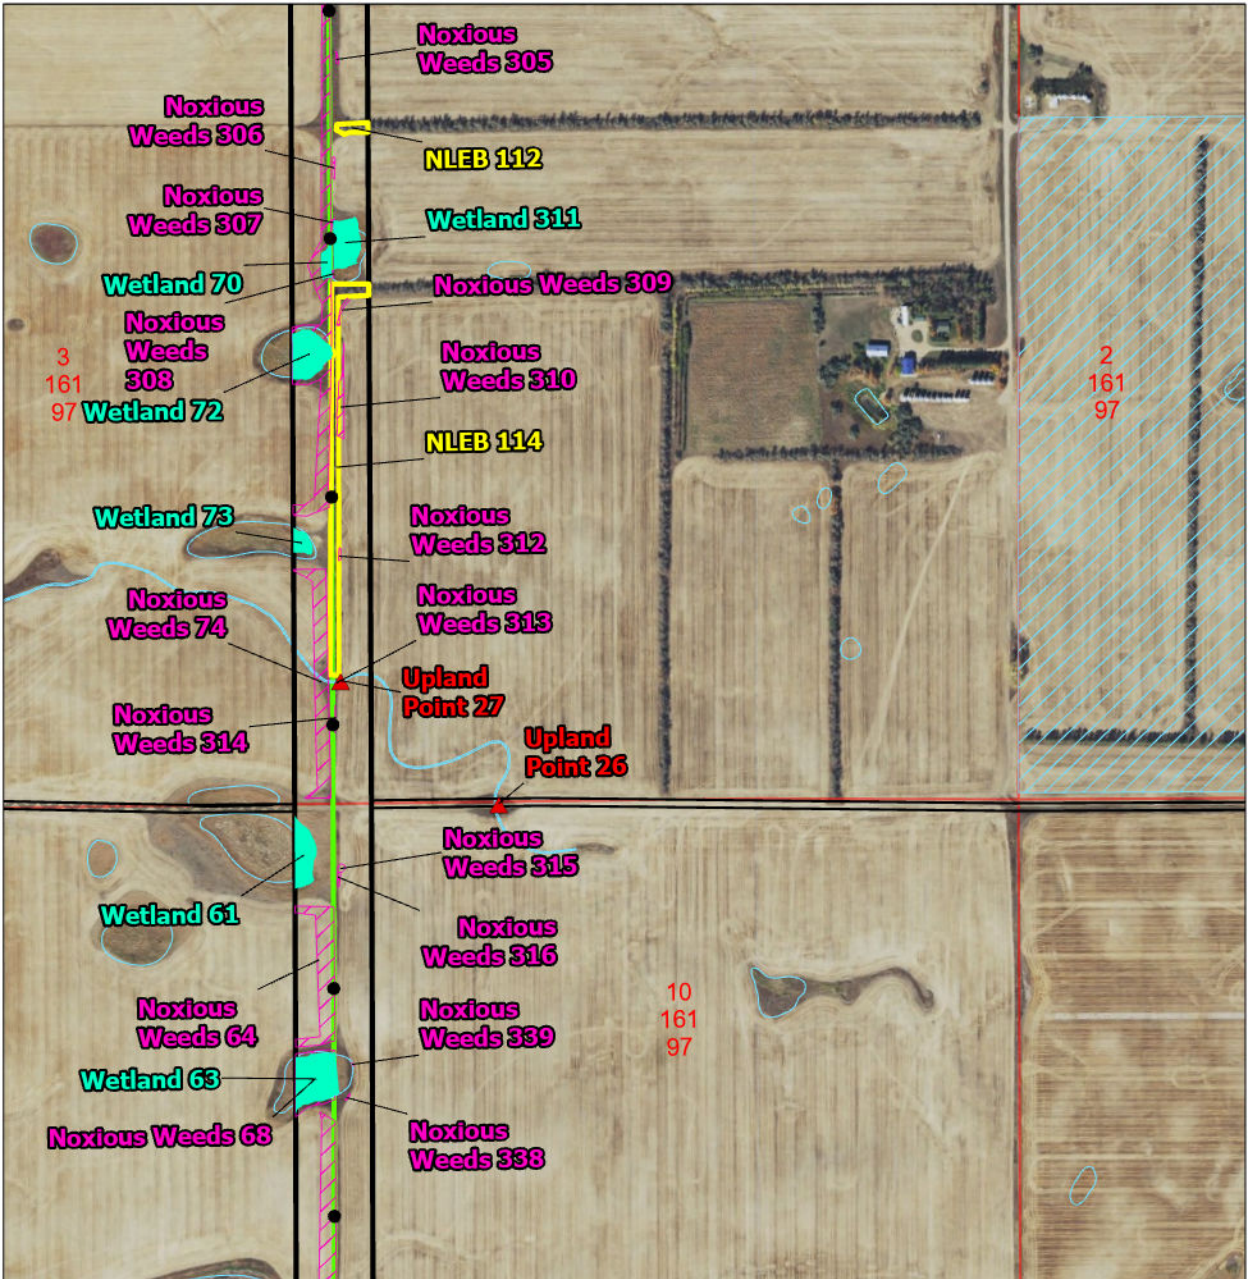 Noxious
Weeds 305
Noxious
Weeds 306
NLEB 112
Noxious
Weeds 307
Wetland 311
Wetland 70
Noxious Weeds 309
Noxious
Weeds
308
3
161
97
Wetland 72
Noxious
Weeds 310
2
161
97
NLEB 114
Wetland 73
Noxious
Weeds 312
Noxious
Weeds 74
Noxious
Weeds 313
Upland
Point 27
Noxious
Weeds 314
Upland
Point 26
Noxious
Weeds 315
Wetland 61
Noxious
Weeds 316
Noxious
Weeds 64
Noxious
Weeds 339
10
161
97
Wetland 63
Noxious Weeds 68
Noxious
Weeds 338